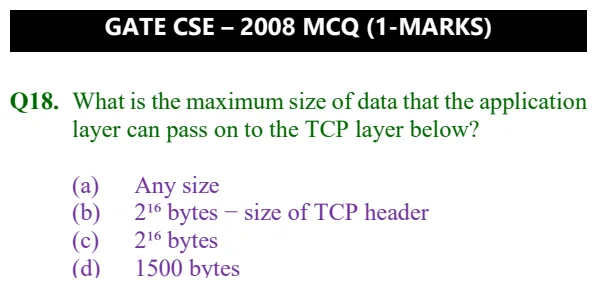 GATE CSE – 2008 MCQ (1-MARKS)
Q18. What is the maximum size of data that the application
layer can pass on to the TCP layer below?
(a) Any size
(b) 2¹⁶ bytes − size of TCP header
(c) 2¹⁶ bytes
(d) 1500 bytes